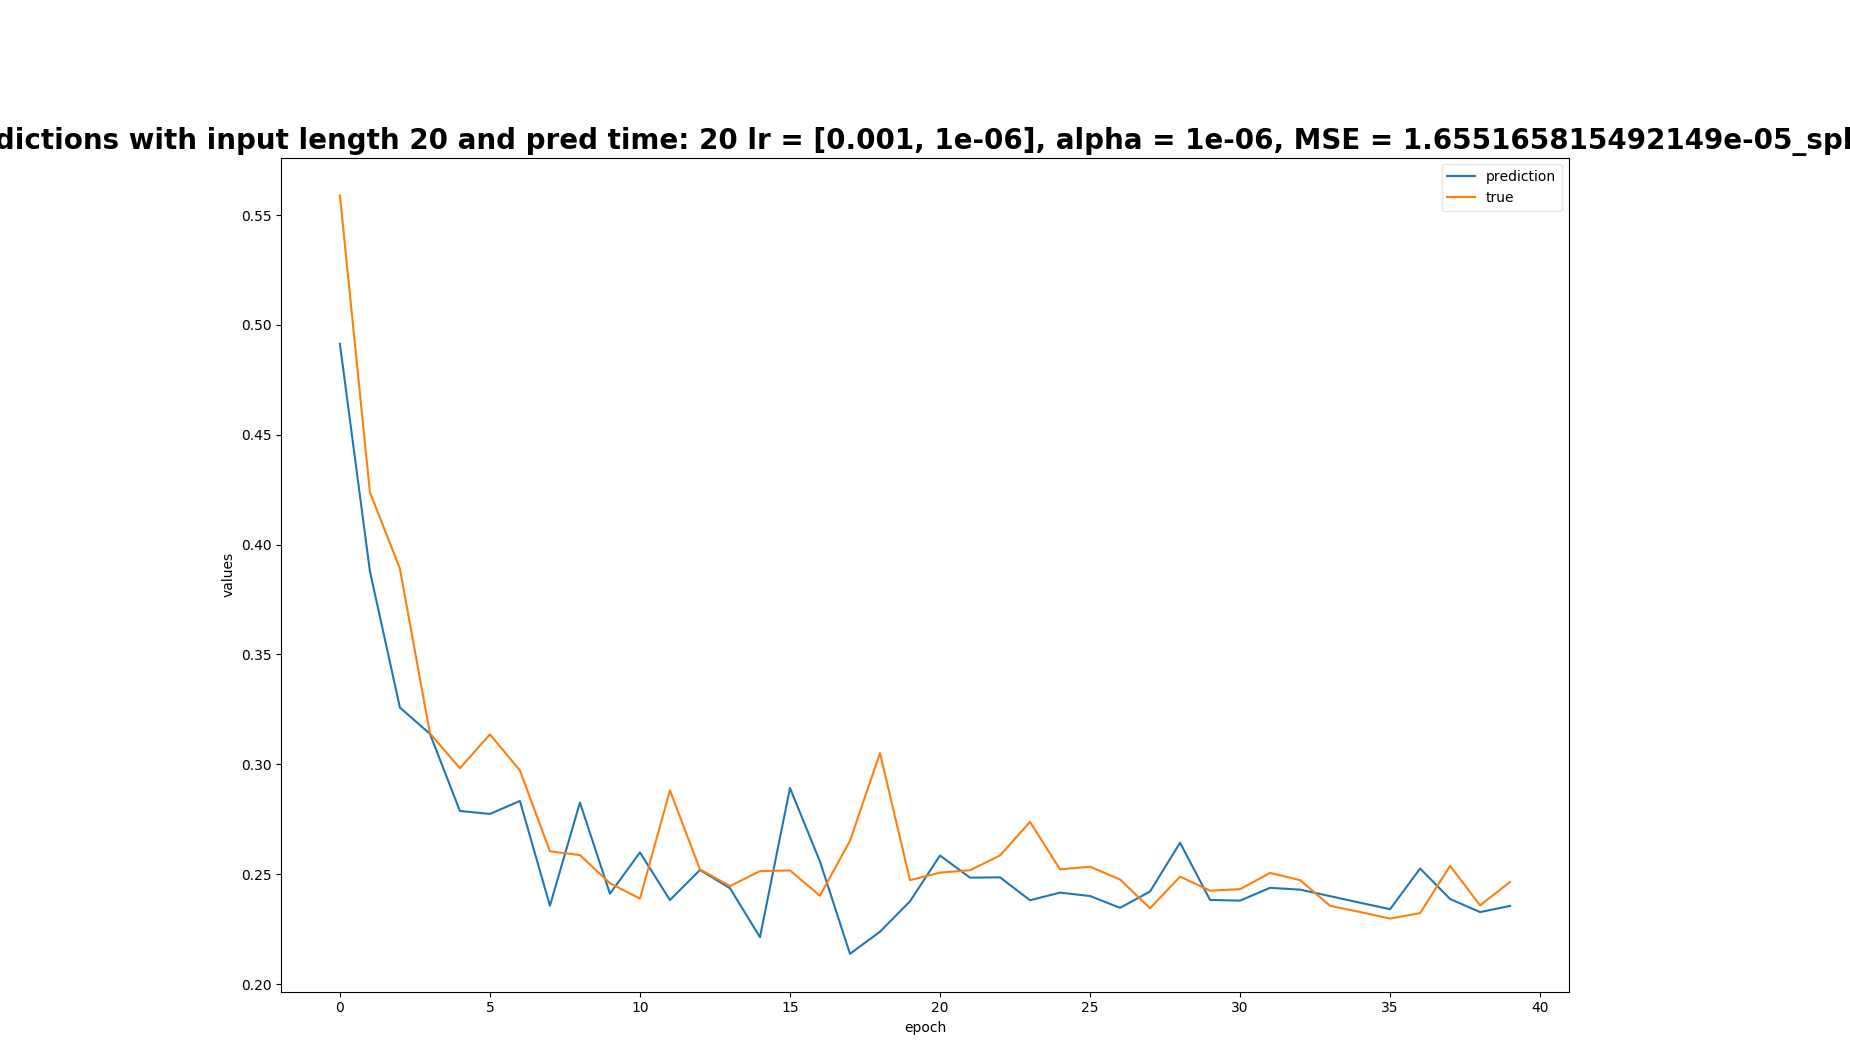 dictions with input length 20 and pred time: 20 lr = [0.001, 1e-06], alpha = 1e-06, MSE = 1.655165815492149e-05_spl
prediction
true
0.55
0.50
0.45
0.40
0.35
0.30
0.25
0.20
values
0 5 10 15 20 25 30 35 40
epoch